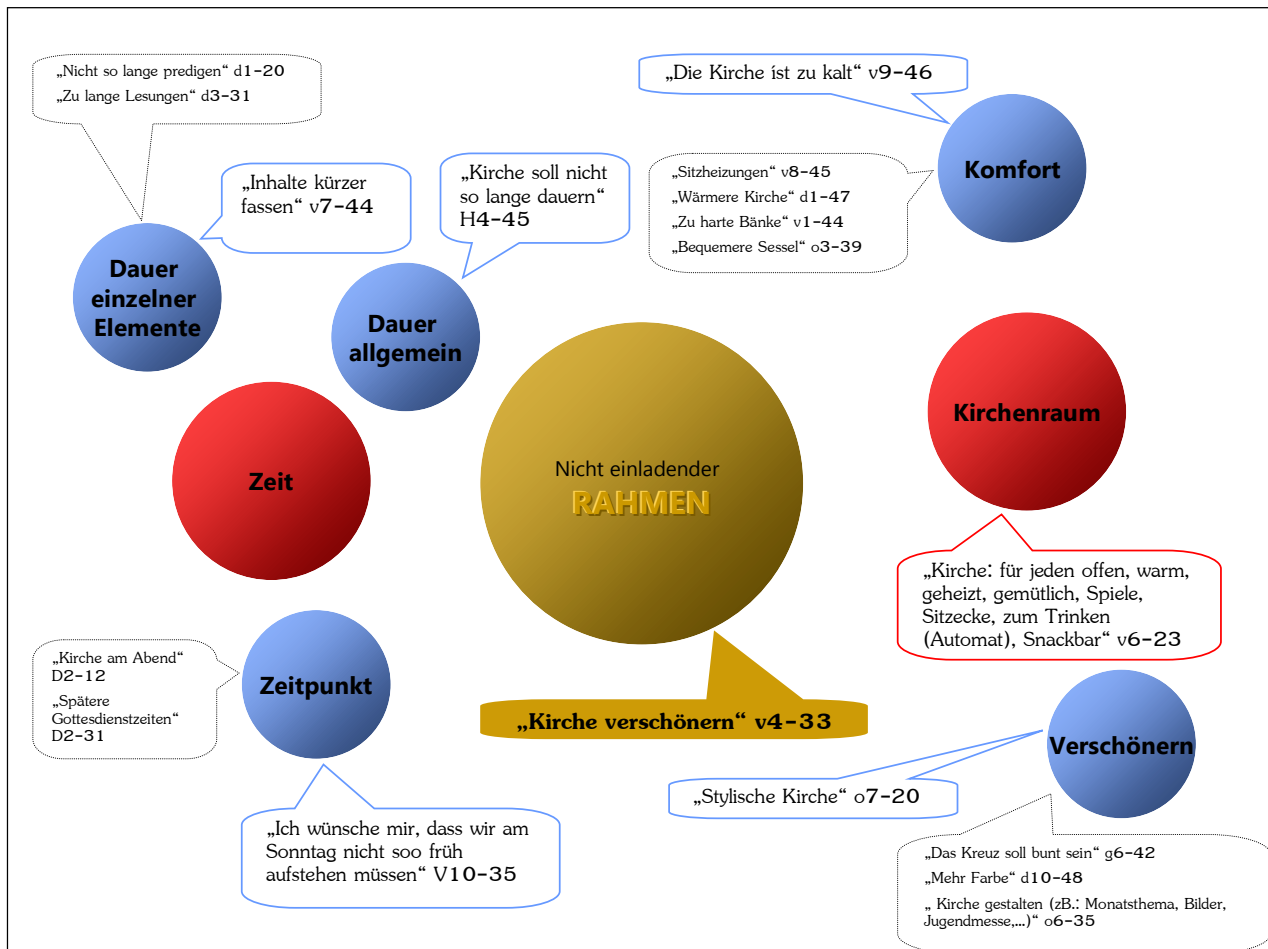 „Nicht so lange predigen“ d1-20
„Zu lange Lesungen“ d3-31
„Inhalte kürzer
fassen“ v7-44
Dauer
einzelner
Elemente
„Kirche soll nicht
so lange dauern“
H4-45
Dauer
allgemein
„Die Kirche íst zu kalt“ v9-46
„Sitzheizungen“ v8-45
„Wärmere Kirche“ d1-47
„Zu harte Bänke“ v1-44
„Bequemere Sessel“ o3-39
Komfort
Zeit
Nicht einladender
RAHMEN
Kirchenraum
„Kirche: für jeden offen, warm,
geheizt, gemütlich, Spiele,
Sitzecke, zum Trinken
(Automat), Snackbar“ v6-23
„Kirche am Abend“
D2-12
„Spätere
Gottesdienstzeiten“
D2-31
Zeitpunkt
„Kirche verschönern“ v4-33
„Ich wünsche mir, dass wir am
Sonntag nicht soo früh
aufstehen müssen“ V10-35
Verschönern
„Stylische Kirche“ o7-20
„Das Kreuz soll bunt sein“ g6-42
„Mehr Farbe“ d10-48
„ Kirche gestalten (zB.: Monatsthema, Bilder,
Jugendmesse,...)“ o6-35